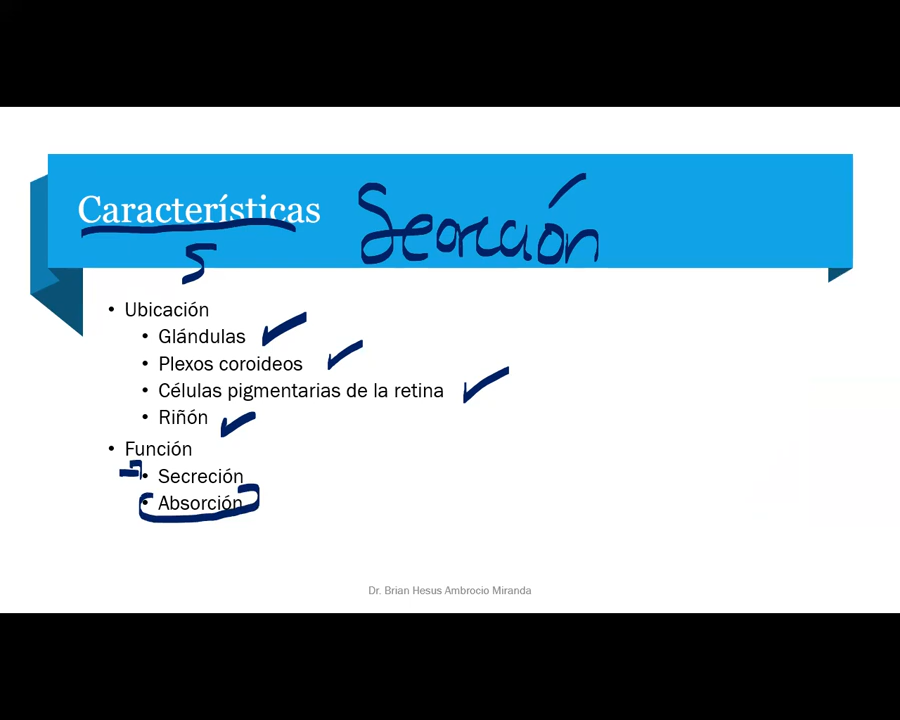 Características Secreción
5
• Ubicación
• Glándulas
• Plexos coroideos
• Células pigmentarias de la retina
• Riñón
• Función
• Secreción
• Absorción
Dr. Brian Hesus Ambrocio Miranda